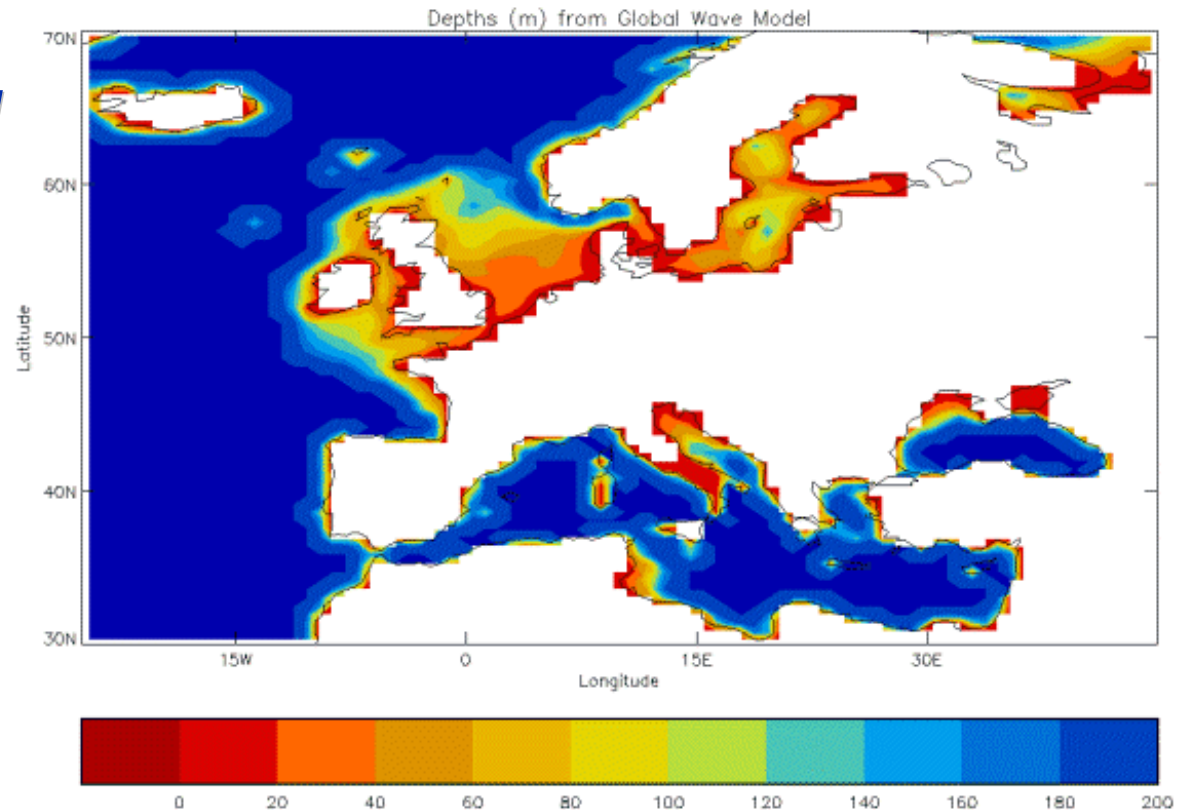 Depths (m) from Global Wave Model
70N
60N
50N
40N
30N
Latitude
15W 0 15E 30E
Longitude
0 20 40 60 80 100 120 140 160 180 200